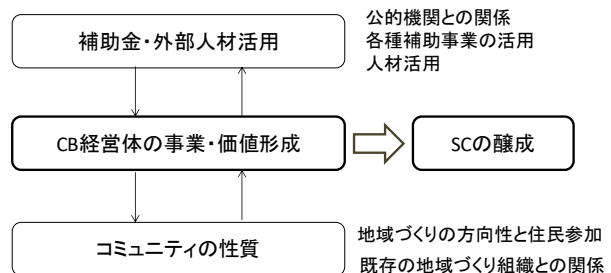 補助金・外部人材活用
公的機関との関係
各種補助事業の活用
人材活用
CB経営体の事業・価値形成
SCの醸成
コミュニティの性質
地域づくりの方向性と住民参加
既存の地域づくり組織との関係